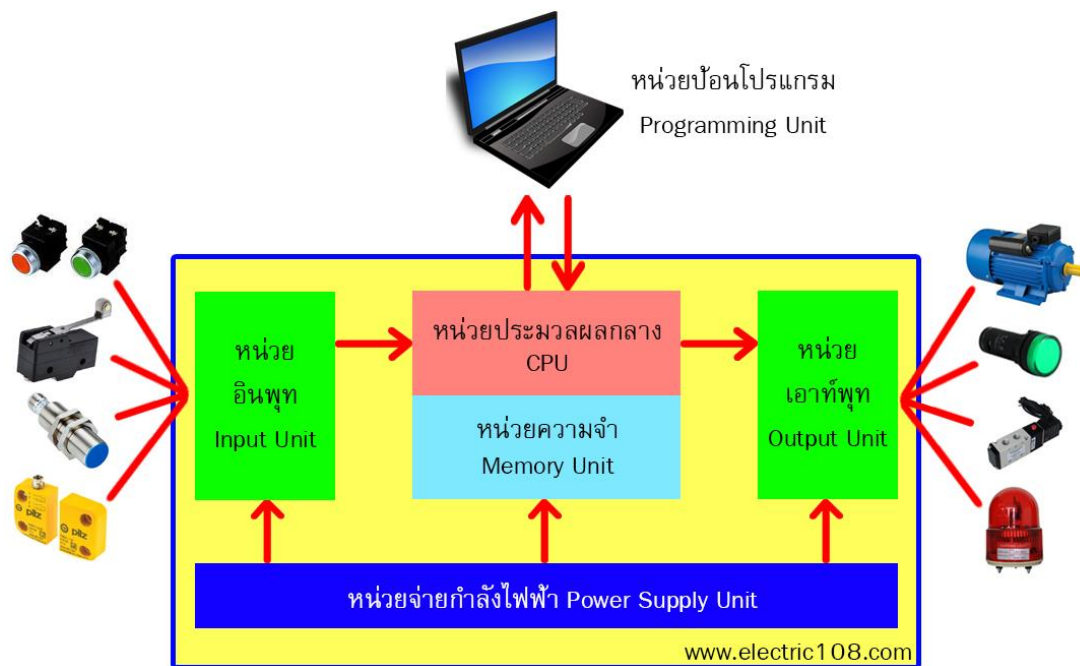 หน่วยป้อนโปรแกรม
Programming Unit
หน่วย
อินพุท
Input Unit
หน่วยประมวลผลกลาง
CPU
หน่วยความจำ
Memory Unit
หน่วย
เอาท์พุท
Output Unit
pilz
pilz
หน่วยจ่ายกำลังไฟฟ้า Power Supply Unit
www.electric108.com